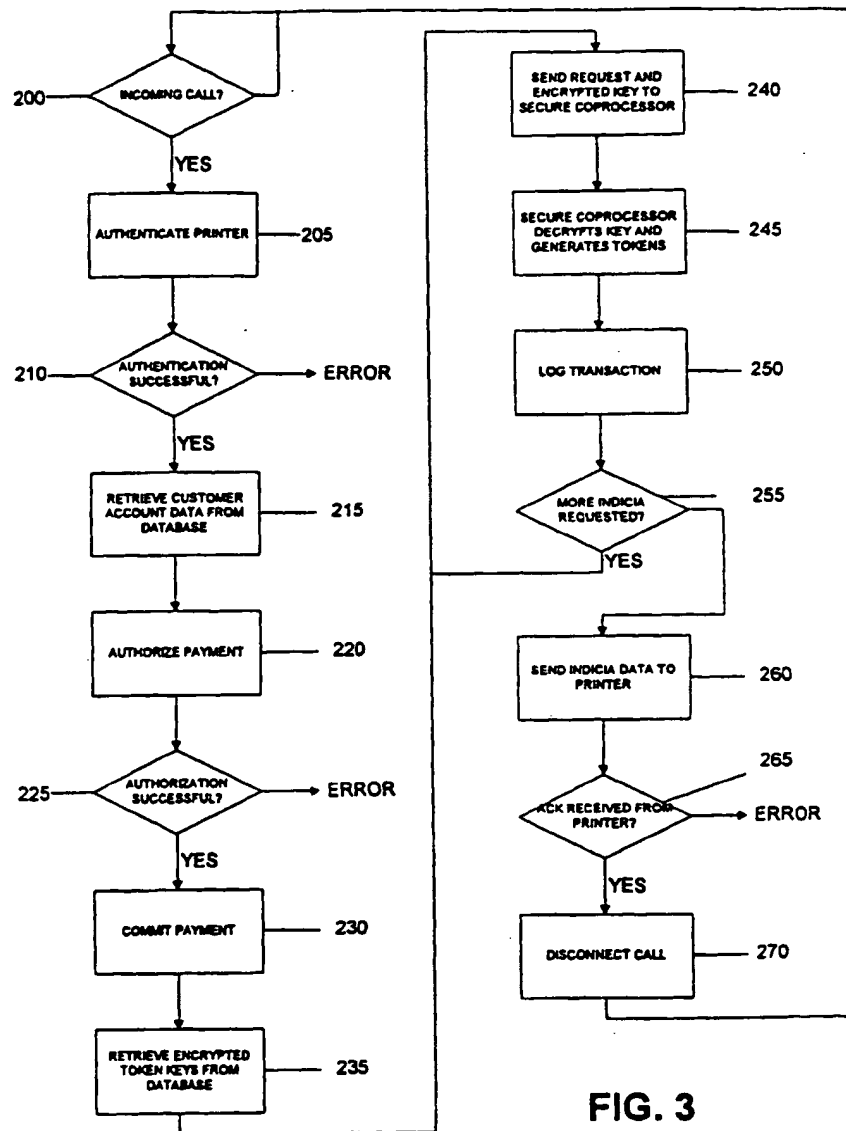 INCOMING CALL?
200
YES
AUTHENTICATE PRINTER
205
AUTHENTICATION
SUCCESSFUL?
210
ERROR
YES
RETRIEVE CUSTOMER
ACCOUNT DATA FROM
DATABASE
215
AUTHORIZE PAYMENT
220
AUTHORIZATION
SUCCESSFUL?
225
ERROR
YES
COMMIT PAYMENT
230
RETRIEVE ENCRYPTED
TOKEN KEYS FROM
DATABASE
235
SEND REQUEST AND
ENCRYPTED KEY TO
SECURE COPROCESSOR
240
SECURE COPROCESSOR
DECRYPTS KEY AND
GENERATES TOKENS
245
LOG TRANSACTION
250
MORE INDICIA
REQUESTED?
255
YES
SEND INDICIA DATA TO
PRINTER
260
265
ACK RECEIVED FROM
PRINTER?
ERROR
YES
DISCONNECT CALL
270
FIG. 3